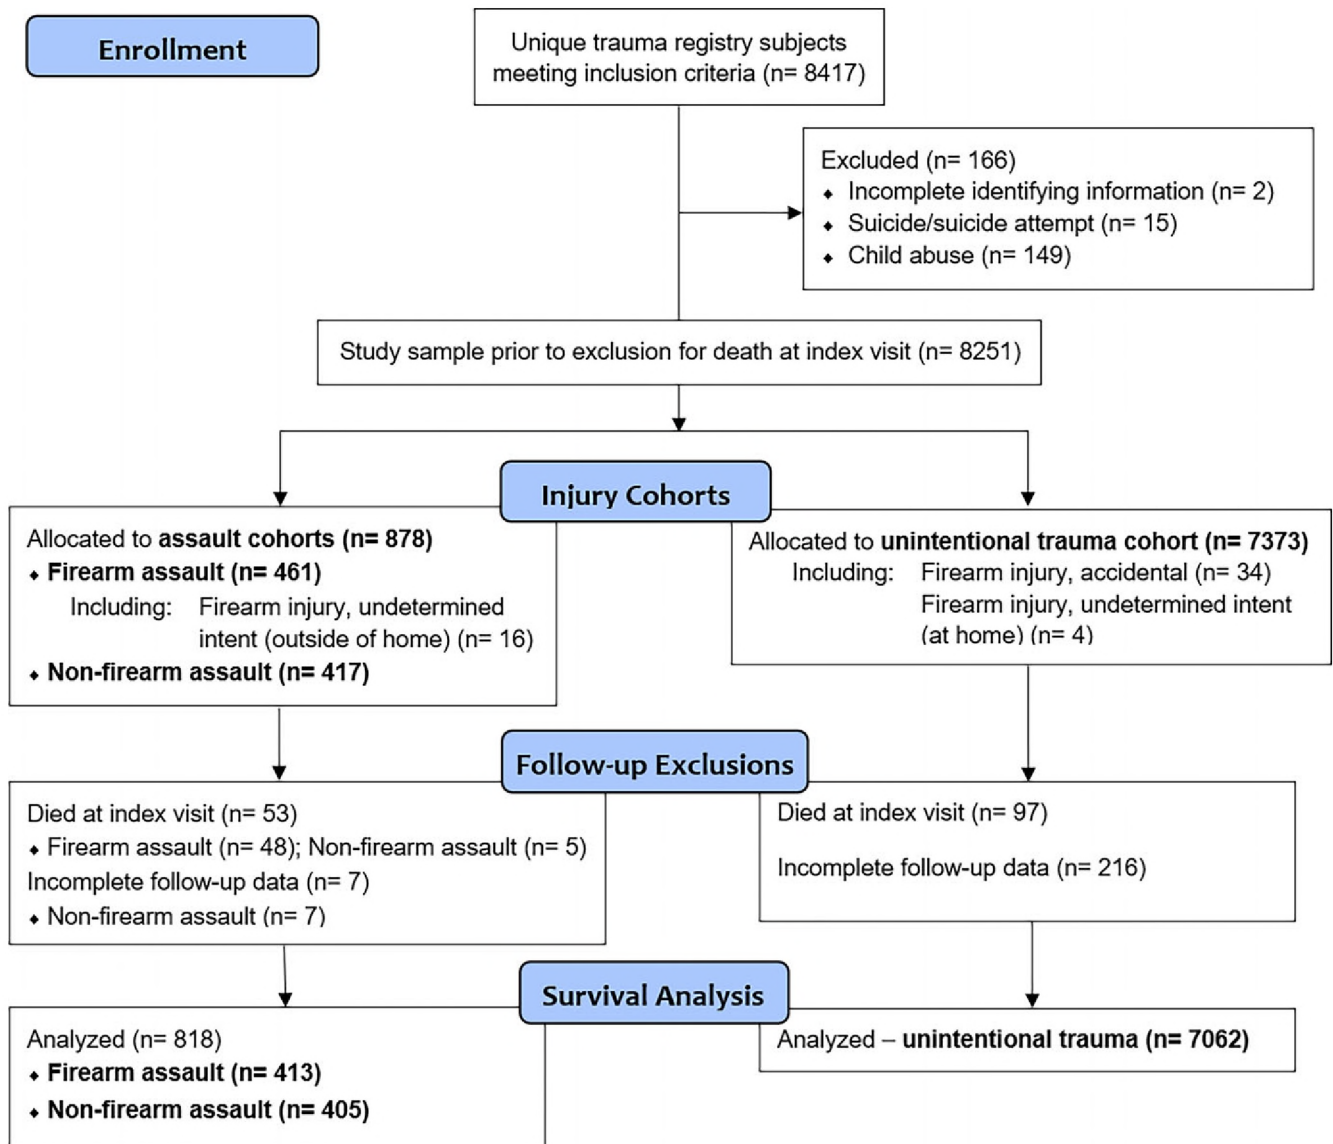 Enrollment
Unique trauma registry subjects
meeting inclusion criteria (n= 8417)
Excluded (n= 166)
⬥ Incomplete identifying information (n= 2)
⬥ Suicide/suicide attempt (n= 15)
⬥ Child abuse (n= 149)
Study sample prior to exclusion for death at index visit (n= 8251)
Injury Cohorts
Allocated to assault cohorts (n= 878)
⬥ Firearm assault (n= 461)
Including: Firearm injury, undetermined
intent (outside of home) (n= 16)
⬥ Non-firearm assault (n= 417)
Allocated to unintentional trauma cohort (n= 7373)
Including: Firearm injury, accidental (n= 34)
Firearm injury, undetermined intent
(at home) (n= 4)
Follow-up Exclusions
Died at index visit (n= 53)
⬥ Firearm assault (n= 48); Non-firearm assault (n= 5)
Incomplete follow-up data (n= 7)
⬥ Non-firearm assault (n= 7)
Died at index visit (n= 97)
Incomplete follow-up data (n= 216)
Survival Analysis
Analyzed (n= 818)
⬥ Firearm assault (n= 413)
⬥ Non-firearm assault (n= 405)
Analyzed – unintentional trauma (n= 7062)